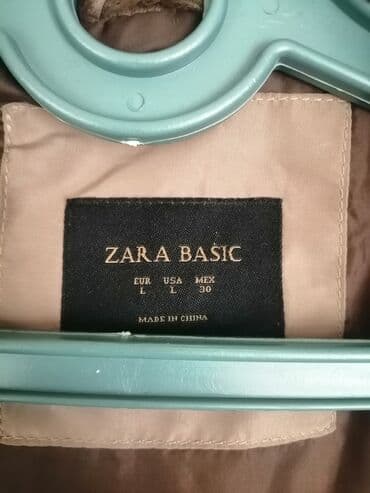 ZARA BASIC
EUR USA MEX
L L 30
MADE IN CHINA